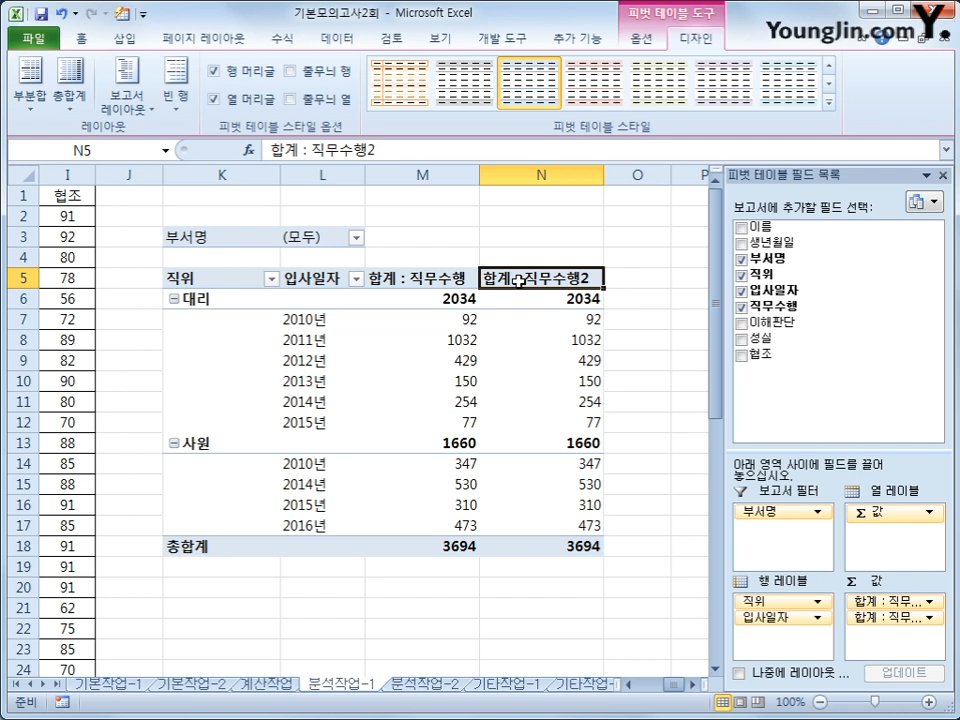 기본모의고사2회 - Microsoft Excel
피벗 테이블 도구
YoungJin.com Y.
파일 홈 삽입 페이지 레이아웃 수식 데이터 검토 보기 개발 도구 추가 기능 옵션 디자인
부분합 총합계 보고서 레이아웃 빈 행
행 머리글 줄무늬 행
열 머리글 줄무늬 열
레이아웃 피벗 테이블 스타일 옵션 피벗 테이블 스타일
N5 fx 합계 : 직무수행2
I J K L M N O P
1 협조
2 91
3 92 부서명 (모두)
4 80
5 78 직위 입사일자 합계 : 직무수행 합계 : 직무수행2
6 56 대리 2034 2034
7 72 2010년 92 92
8 89 2011년 1032 1032
9 82 2012년 429 429
10 90 2013년 150 150
11 80 2014년 254 254
12 70 2015년 77 77
13 88 사원 1660 1660
14 85 2010년 347 347
15 88 2014년 530 530
16 91 2015년 310 310
17 85 2016년 473 473
18 91 총합계 3694 3694
19 91
20 91
21 62
22 75
23 85
24 70
피벗 테이블 필드 목록
보고서에 추가할 필드 선택:
이름
생년월일
부서명
직위
입사일자
직무수행
이해판단
성실
협조
아래 영역 사이에 필드를 끌어
놓으십시오.
보고서 필터 열 레이블
부서명 Σ 값
행 레이블 Σ 값
직위 합계 : 직무...
입사일자 합계 : 직무...
나중에 레이아웃 ... 업데이트
기본작업-1 기본작업-2 계산작업 분석작업-1 분석작업-2 기타작업-1 기타작업-
준비 100%